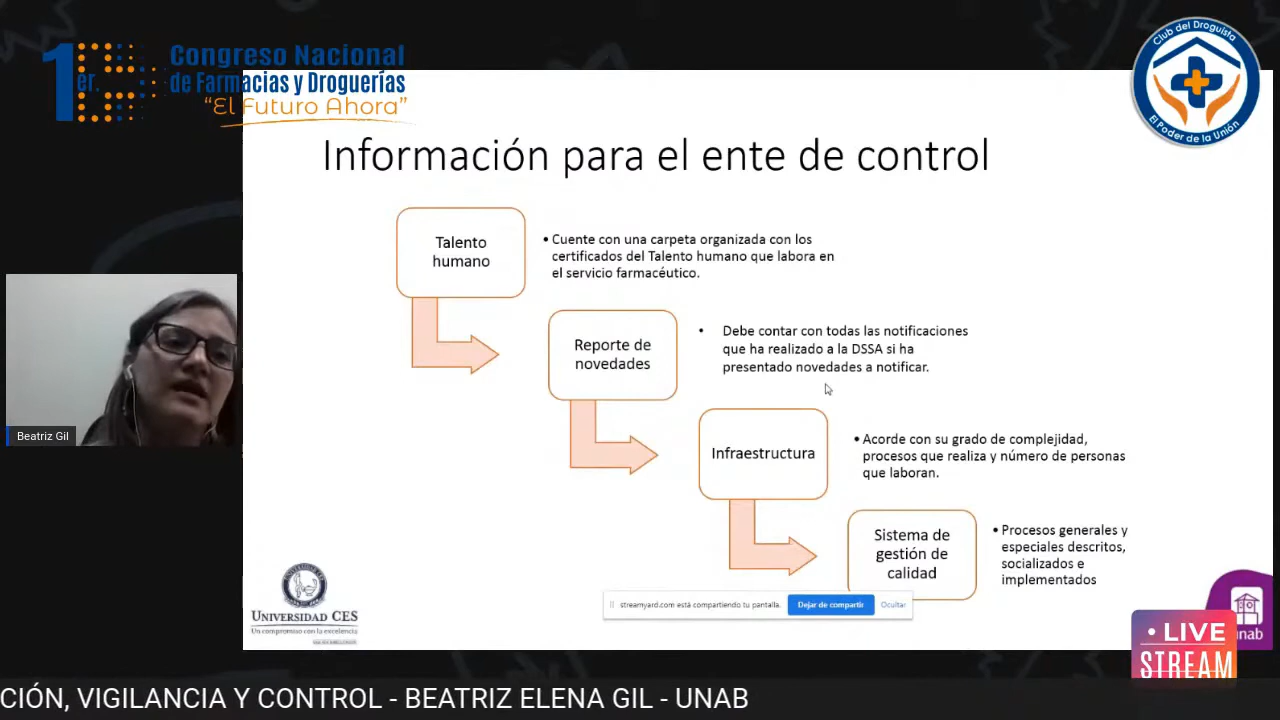 1er.
Congreso Nacional
de Farmacias y Droguerías
“El Futuro Ahora”
Club del Droguista
El Poder de la Unión
Información para el ente de control
Talento
humano
• Cuente con una carpeta organizada con los
certificados del Talento humano que labora en
el servicio farmacéutico.
Reporte de
novedades
• Debe contar con todas las notificaciones
que ha realizado a la DSSA si ha
presentado novedades a notificar.
Infraestructura
• Acorde con su grado de complejidad,
procesos que realiza y número de personas
que laboran.
Sistema de
gestión de
calidad
• Procesos generales y
especiales descritos,
socializados e
implementados
Beatriz Gil
UNIVERSIDAD CES
Un compromiso con la excelencia
streamyard.com está compartiendo tu pantalla.
Dejar de compartir
Ocultar
unab
• LIVE
STREAM
CIÓN, VIGILANCIA Y CONTROL - BEATRIZ ELENA GIL - UNAB